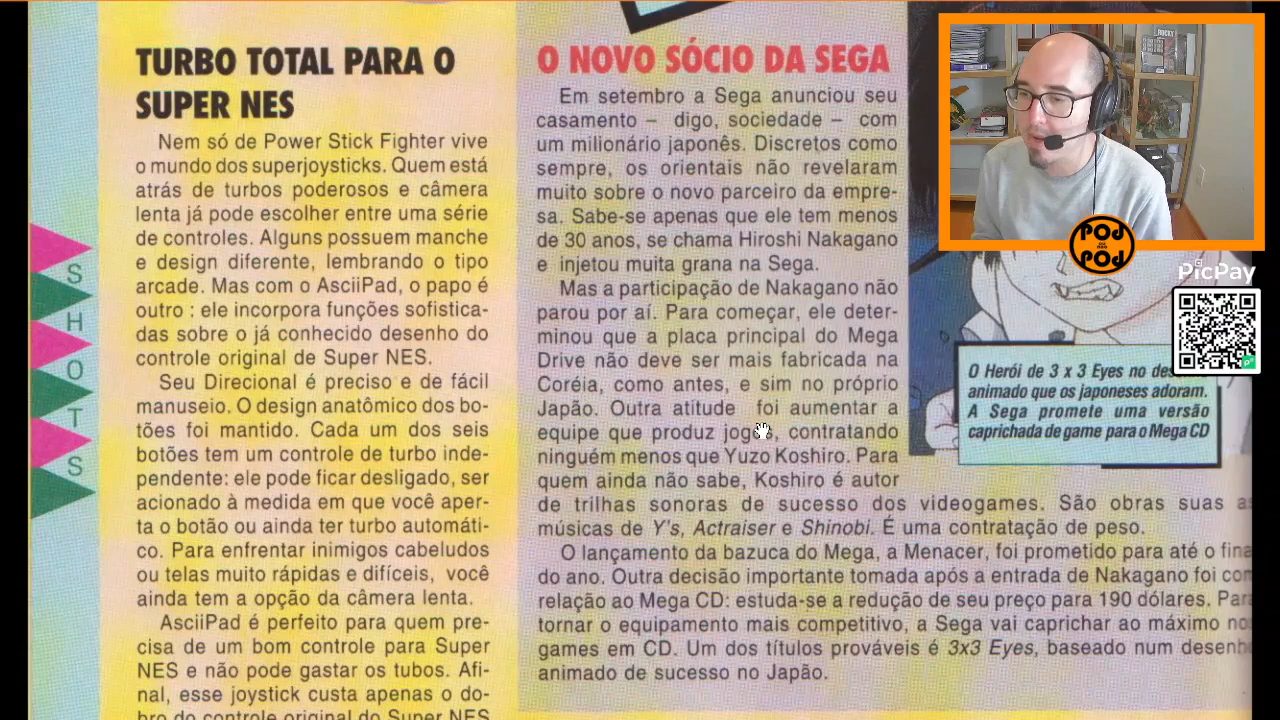 TURBO TOTAL PARA O
SUPER NES
Nem só de Power Stick Fighter vive
o mundo dos superjoysticks. Quem está
atrás de turbos poderosos e câmera
lenta já pode escolher entre uma série
de controles. Alguns possuem manche
e design diferente, lembrando o tipo
arcade. Mas com o AsciiPad, o papo é
outro : ele incorpora funções sofistica-
das sobre o já conhecido desenho do
controle original de Super NES.
Seu Direcional é preciso e de fácil
manuseio. O design anatômico dos bo-
tões foi mantido. Cada um dos seis
botões tem um controle de turbo inde-
pendente: ele pode ficar desligado, ser
acionado à medida em que você aper-
ta o botão ou ainda ter turbo automáti-
co. Para enfrentar inimigos cabeludos
ou telas muito rápidas e difíceis, você
ainda tem a opção da câmera lenta.
AsciiPad é perfeito para quem pre-
cisa de um bom controle para Super
NES e não pode gastar os tubos. Afi-
nal, esse joystick custa apenas o do-
bro do controle original do Super NES
O NOVO SÓCIO DA SEGA
Em setembro a Sega anunciou seu
casamento – digo, sociedade – com
um milionário japonês. Discretos como
sempre, os orientais não revelaram
muito sobre o novo parceiro da empre-
sa. Sabe-se apenas que ele tem menos
de 30 anos, se chama Hiroshi Nakagano
e injetou muita grana na Sega.
Mas a participação de Nakagano não
parou por aí. Para começar, ele deter-
minou que a placa principal do Mega
Drive não deve ser mais fabricada na
Coréia, como antes, e sim no próprio
Japão. Outra atitude foi aumentar a
equipe que produz jogos, contratando
ninguém menos que Yuzo Koshiro. Para
quem ainda não sabe, Koshiro é autor
de trilhas sonoras de sucesso dos videogames. São obras suas as
músicas de Y's, Actraiser e Shinobi. É uma contratação de peso.
O lançamento da bazuca do Mega, a Menacer, foi prometido para até o fina
do ano. Outra decisão importante tomada após a entrada de Nakagano foi com
relação ao Mega CD: estuda-se a redução de seu preço para 190 dólares. Para
tornar o equipamento mais competitivo, a Sega vai caprichar ao máximo no
games em CD. Um dos títulos prováveis é 3x3 Eyes, baseado num desenh
animado de sucesso no Japão.
O Herói de 3 x 3 Eyes no
animado que os japoneses adoram.
A Sega promete uma versão
caprichada de game para o Mega CD
SHOTS
POD
POD
PicPay